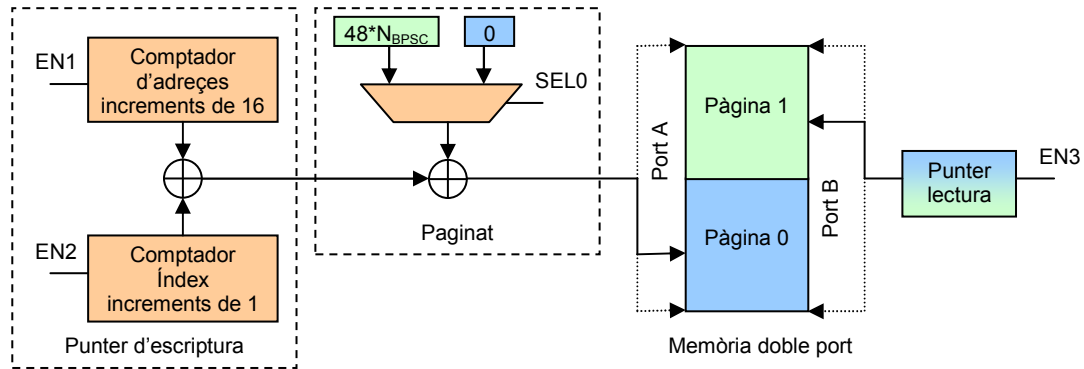 EN1
Comptador
d'adreçes
increments de 16
EN2
Comptador
Índex
increments de 1
Punter d'escriptura
48*N_BPSC
0
SEL0
Paginat
Port A
Pàgina 1
Pàgina 0
Port B
Memòria doble port
Punter
lectura
EN3